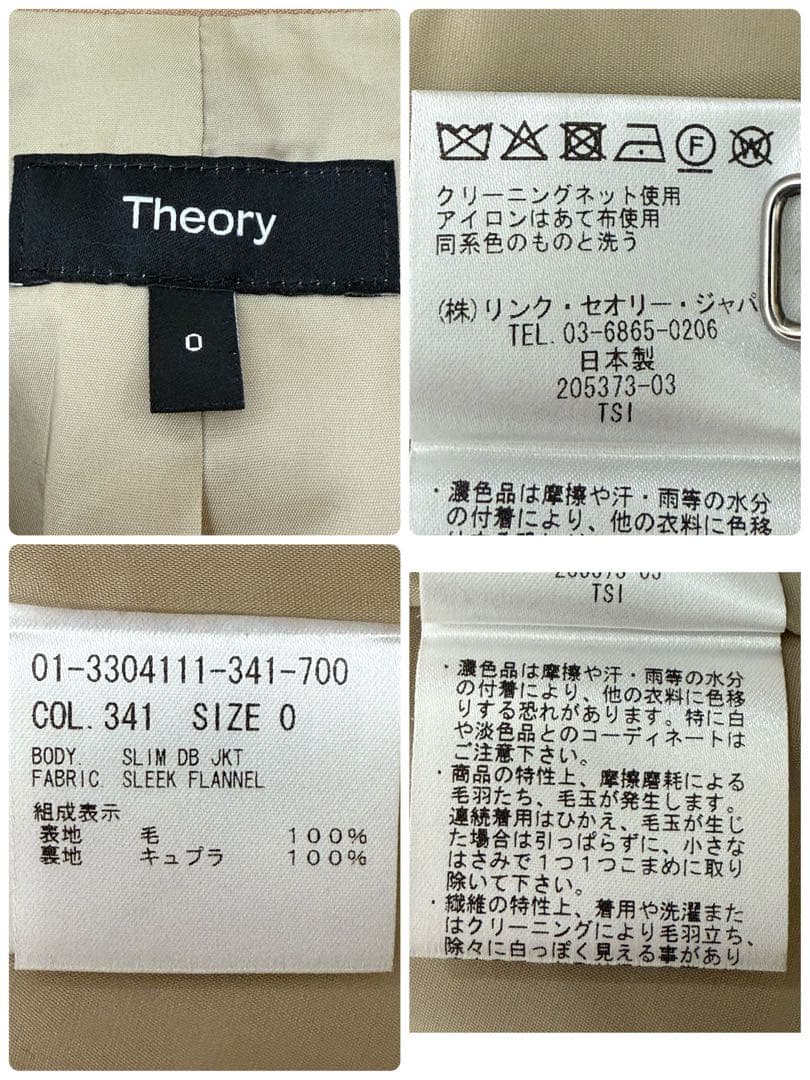 Theory
0
F
W
クリーニングネット使用
アイロンはあて布使用
同系色のものと洗う
(株)リンク・セオリー・ジャパ
TEL.03-6865-0206
日本製
205373-03
TSI
・濃色品は摩擦や汗・雨等の水分
の付着により、他の衣料に色移
01-3304111-341-700
COL.341 SIZE 0
BODY. SLIM DB JKT
FABRIC. SLEEK FLANNEL
組成表示
表地 毛 100%
裏地 キュプラ 100%
205373-03
TSI
・濃色品は摩擦や汗・雨等の水分
の付着により、他の衣料に色移
りする恐れがあります。特に白
や淡色品とのコーディネートは
ご注意下さい。
・商品の特性上、摩擦磨耗による
毛羽たち、毛玉が発生します。
連続着用はひかえ、毛玉が生じ
た場合は引っぱらずに、小さな
はさみで1つ1つこまめに取り
除いて下さい。
・繊維の特性上、着用や洗濯また
はクリーニングにより毛羽立ち、
除々に白っぽく見える事があり